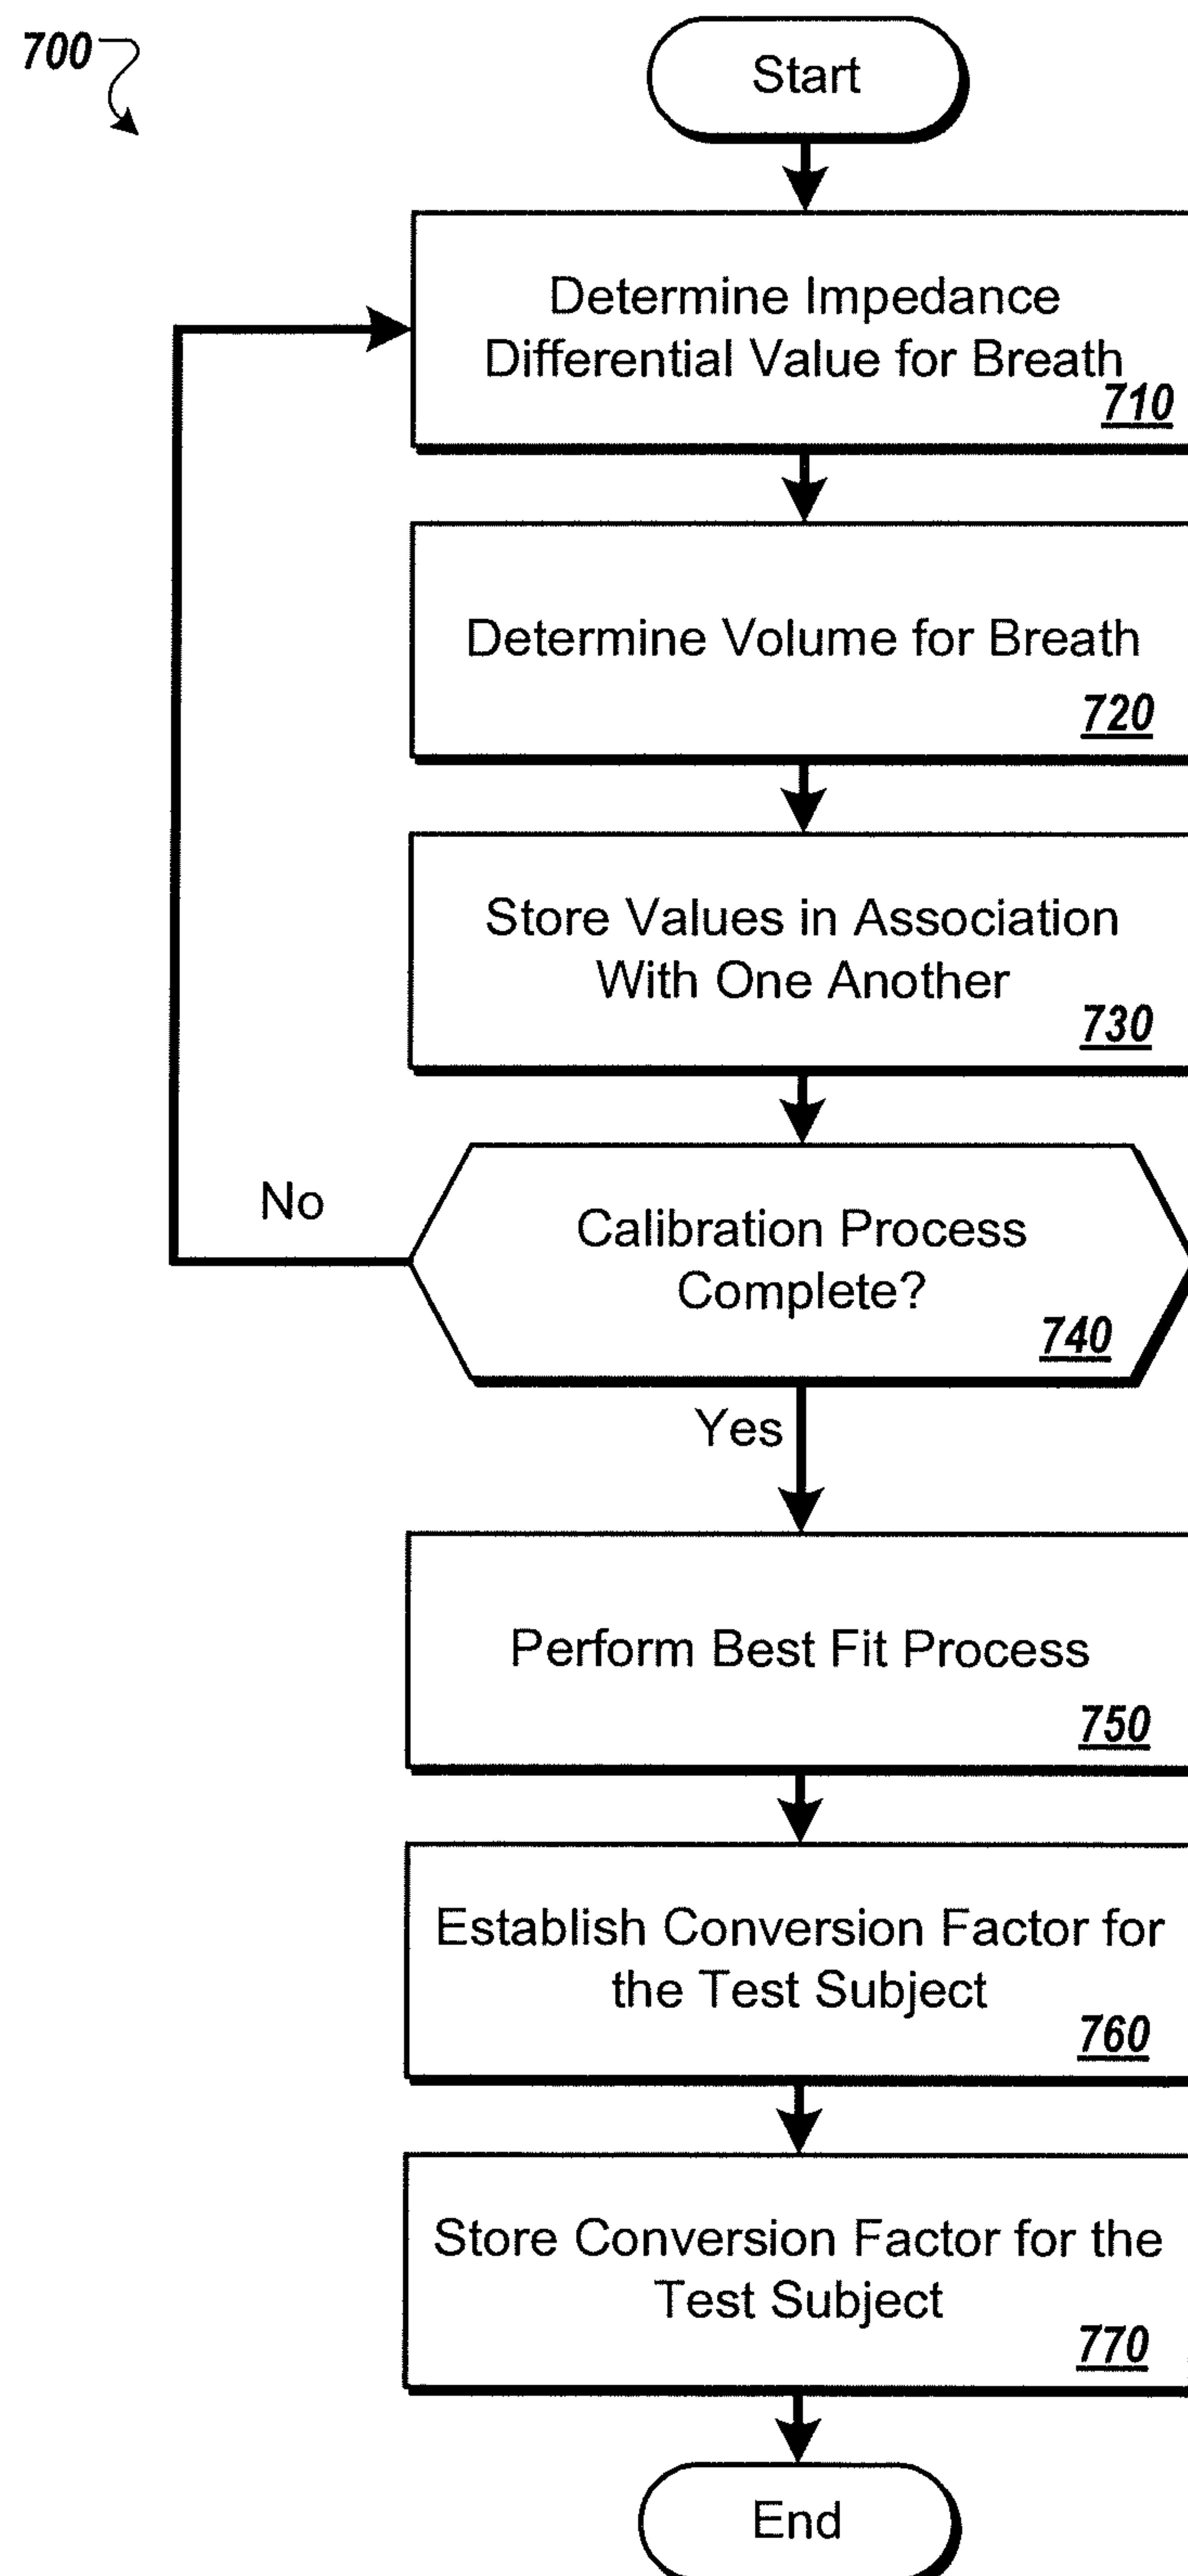 700
Start
Determine Impedance
Differential Value for Breath
710
Determine Volume for Breath
720
Store Values in Association
With One Another
730
No
Calibration Process
Complete?
740
Yes
Perform Best Fit Process
750
Establish Conversion Factor for
the Test Subject
760
Store Conversion Factor for the
Test Subject
770
End